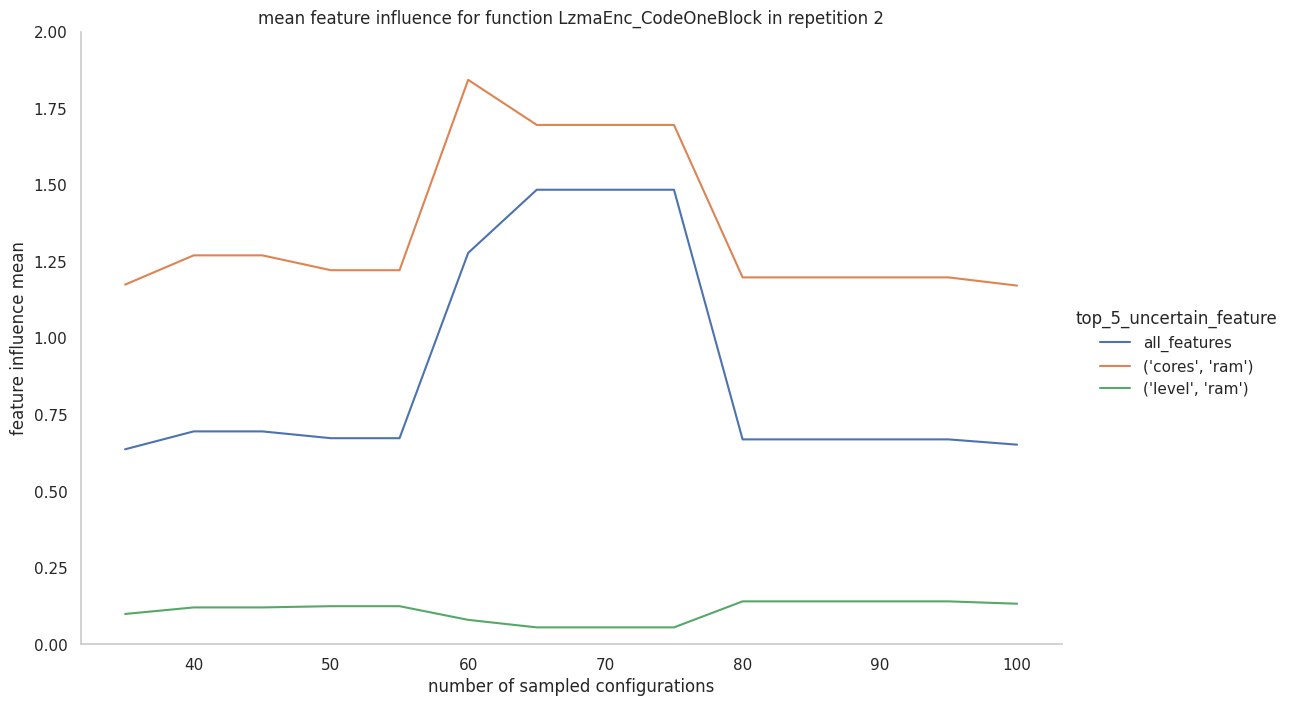 mean feature influence for function LzmaEnc_CodeOneBlock in repetition 2
2.00
1.75
1.50
1.25
1.00
0.75
0.50
0.25
0.00
feature influence mean
40 50 60 70 80 90 100
number of sampled configurations
top_5_uncertain_feature
all_features
('cores', 'ram')
('level', 'ram')